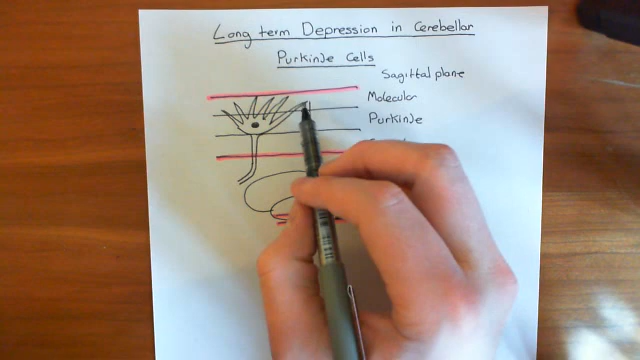 Long term Depression in Cerebellar
Purkinje Cells
Sagittal plane
Molecular
Purkinje